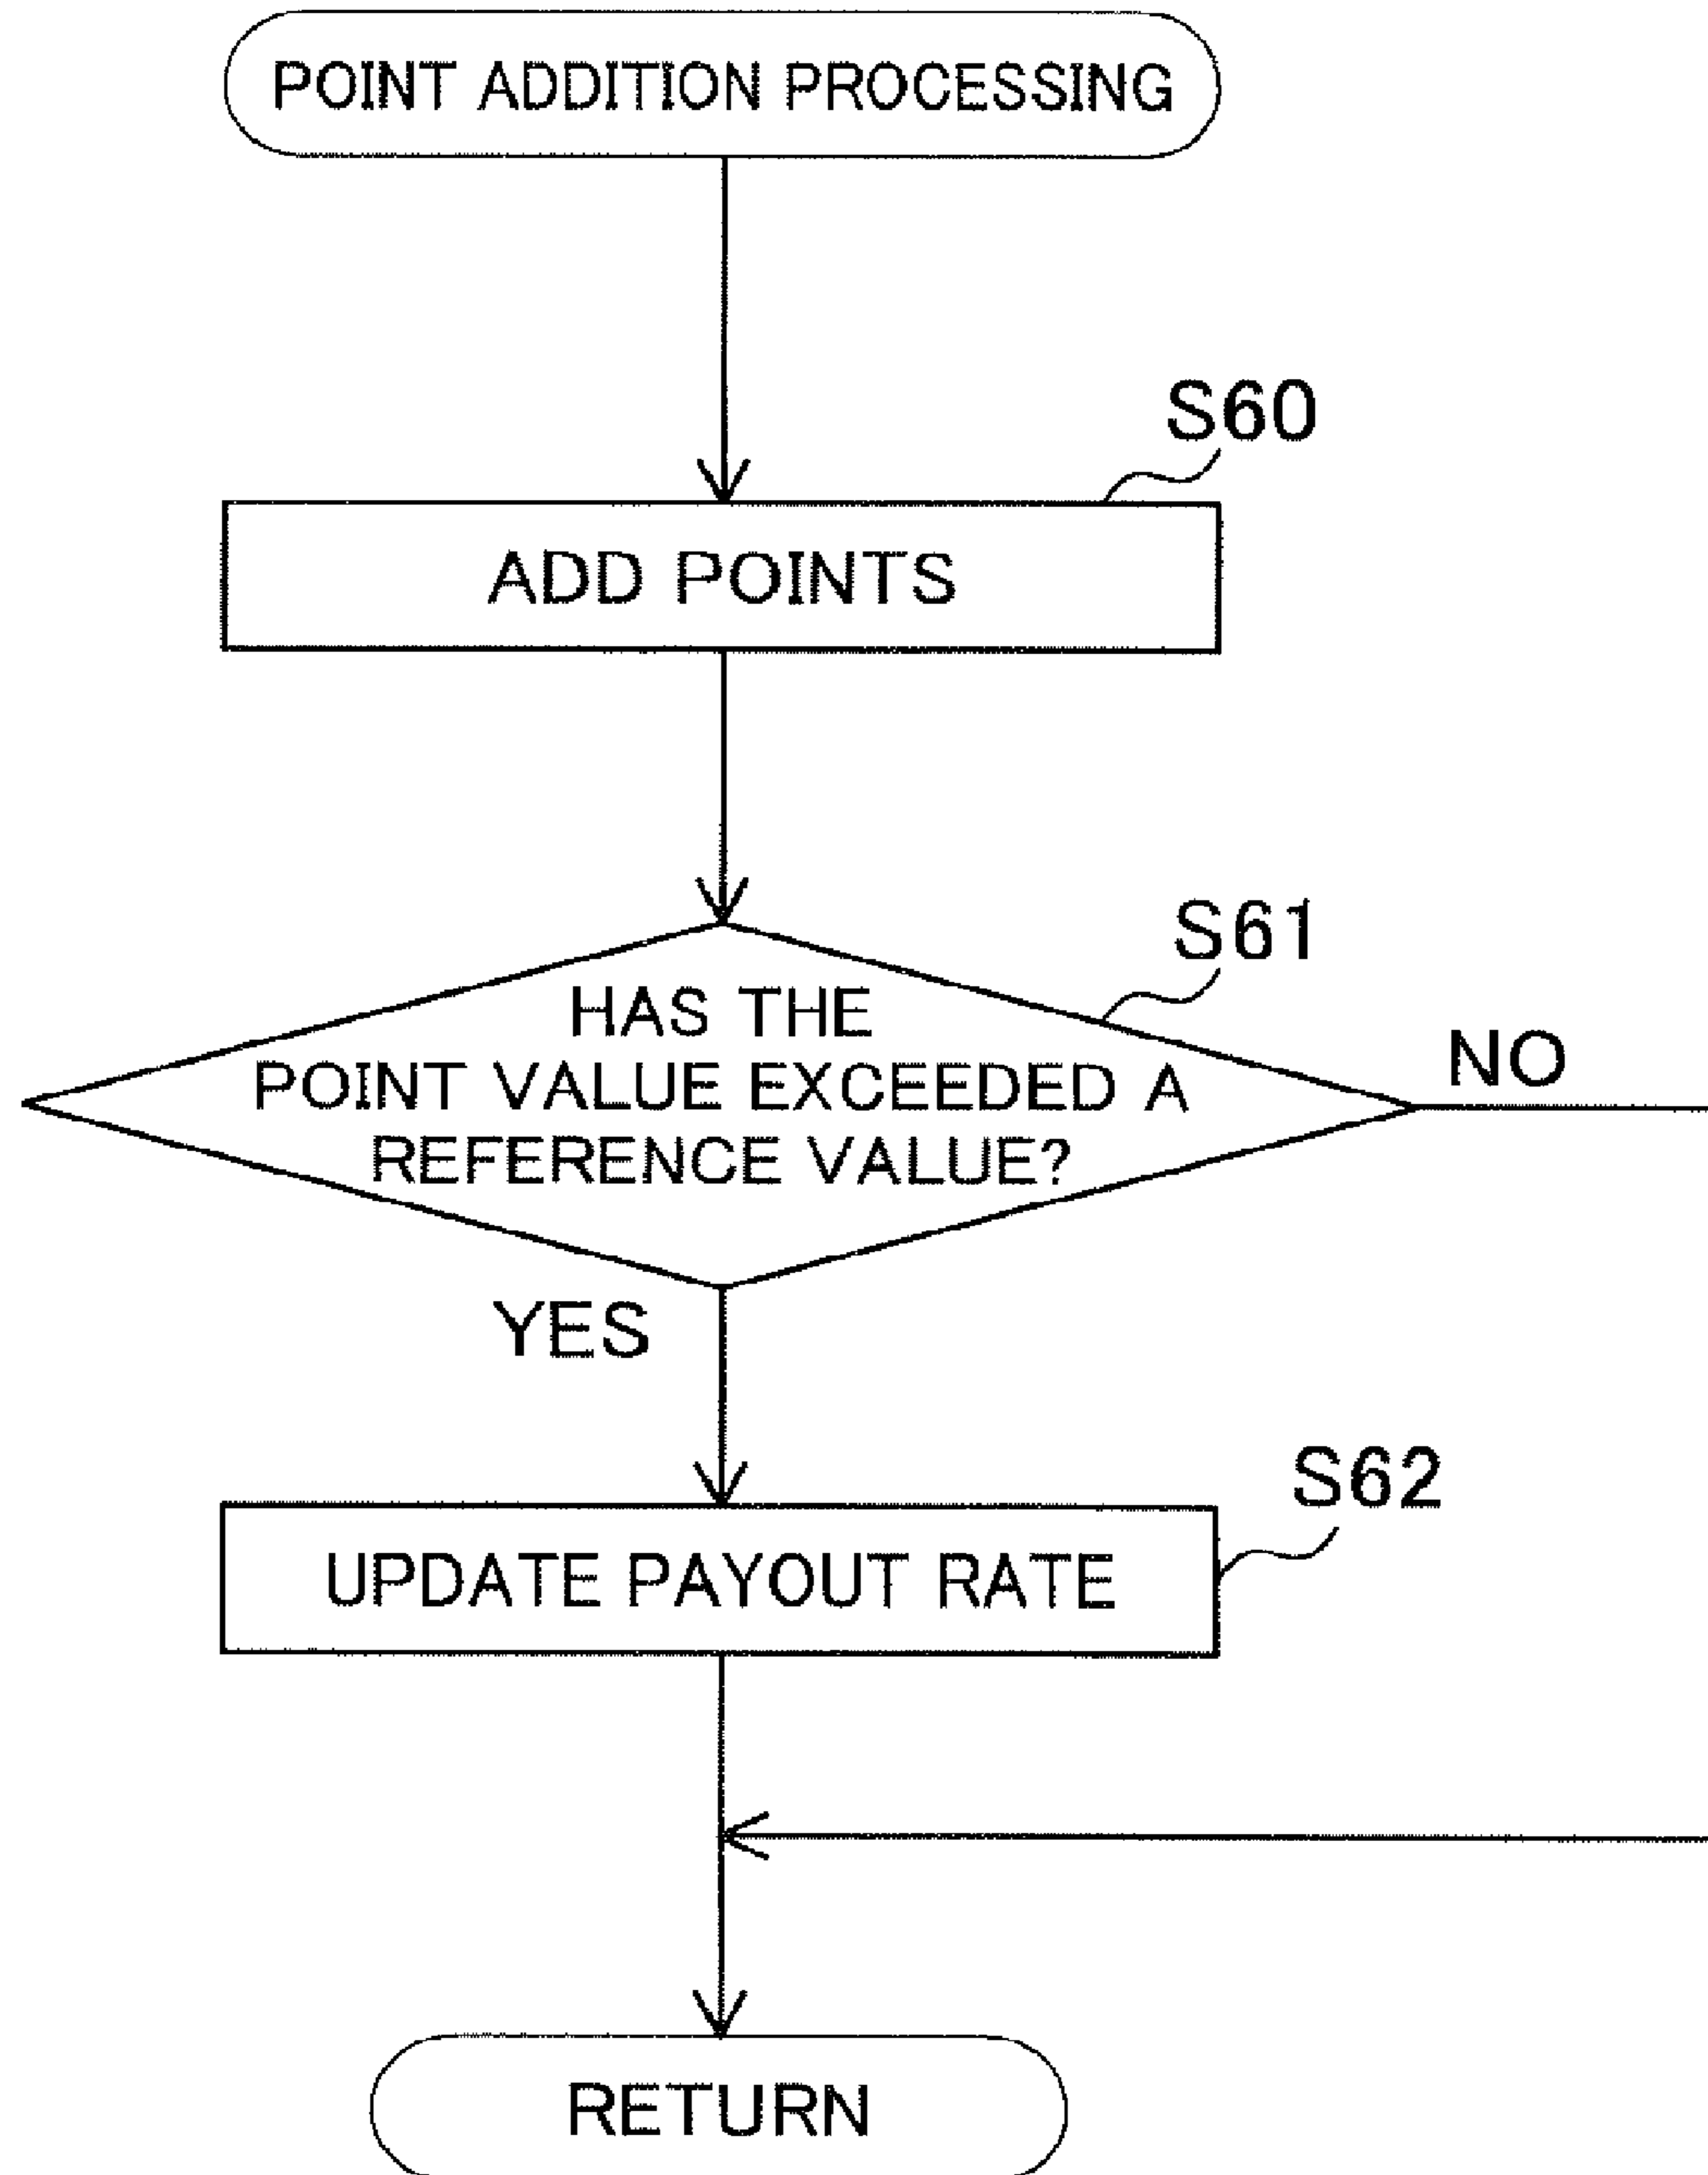 POINT ADDITION PROCESSING
S60
ADD POINTS
S61
HAS THE
POINT VALUE EXCEEDED A
REFERENCE VALUE?
NO
YES
S62
UPDATE PAYOUT RATE
RETURN